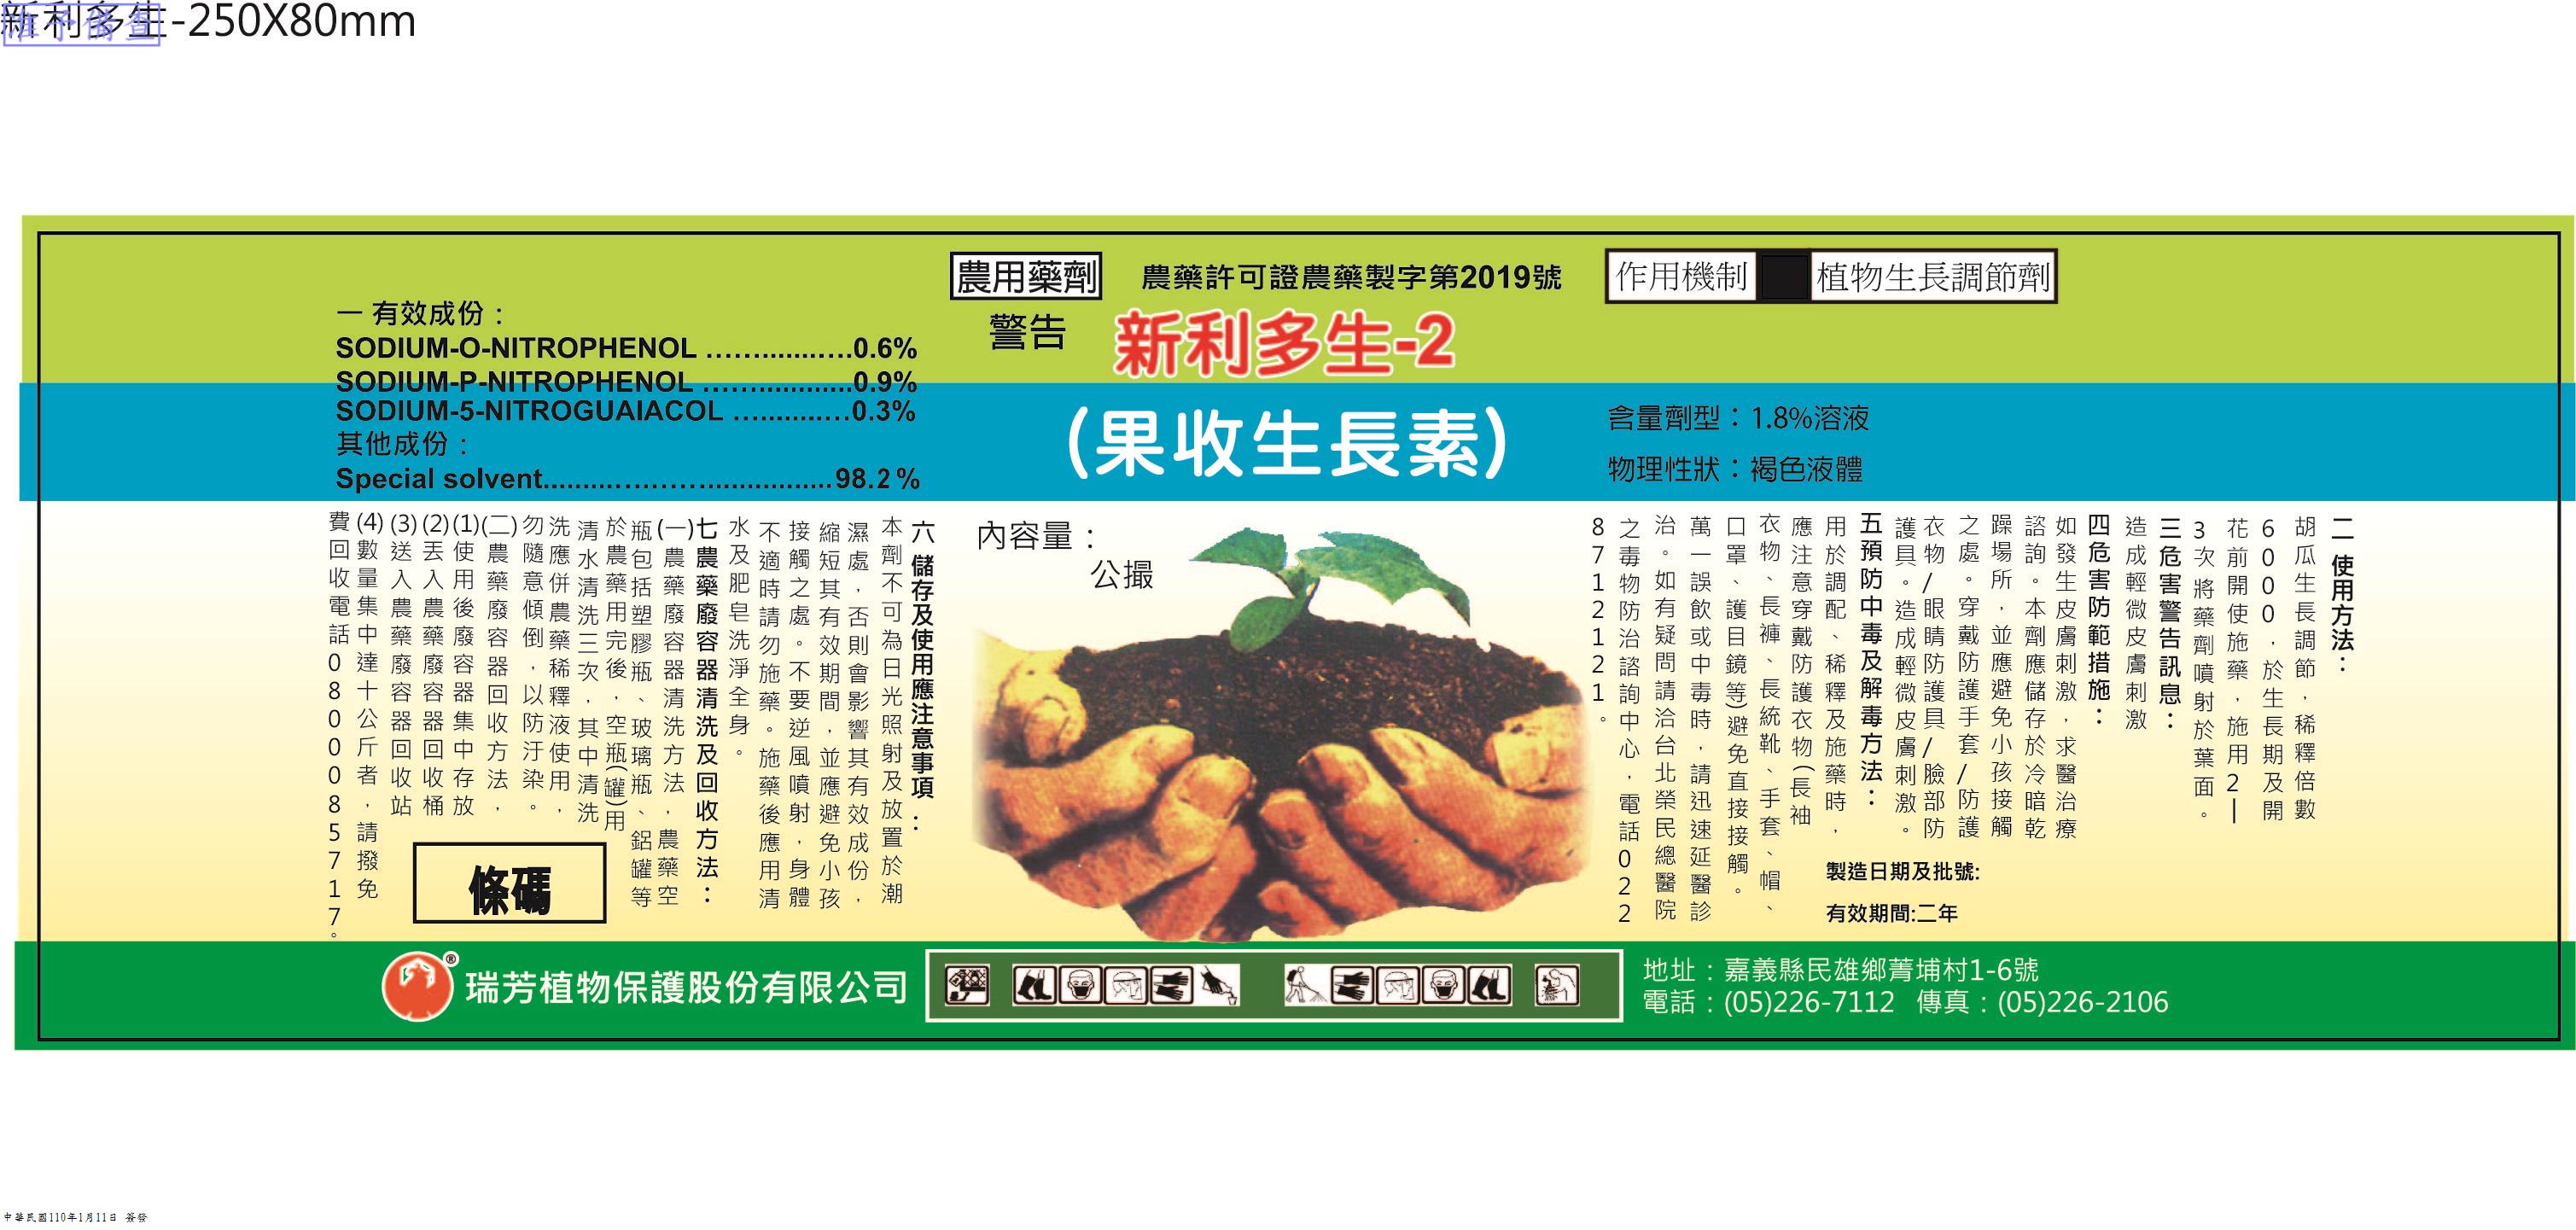 新利多生-250X80mm
准予備查
農用藥劑
農藥許可證農藥製字第2019號
作用機制
植物生長調節劑
警告
新利多生-2
(果收生長素)
一 有效成份：
SODIUM-O-NITROPHENOL ................0.6%
SODIUM-P-NITROPHENOL ..................0.9%
SODIUM-5-NITROGUAIACOL ..............0.3%
其他成份：
Special solvent..................................98.2%
含量劑型：1.8%溶液
物理性狀：褐色液體
內容量：
公撮
二 使用方法：
胡瓜生長調節，稀釋倍數
6000，於生長期及開
花前開使施藥，施用2—
3次將藥劑噴射於葉面。
三危害警告訊息：
造成輕微皮膚刺激
四危害防範措施：
如發生皮膚刺激，求醫治療
諮詢。本劑應儲存於冷暗乾
躁場所，並應避免小孩接觸
之處。穿戴防護手套/防護
衣物/眼睛防護具/臉部防
護具。造成輕微皮膚刺激。
五預防中毒及解毒方法：
用於調配、稀釋及施藥時，
應注意穿戴防護衣物(長袖
衣物、長褲、長統靴、手套、帽、
口罩、護目鏡等)避免直接接觸。
萬一誤飲或中毒時，請迅速延醫診
治。如有疑問請洽台北榮民總醫院
之毒物防治諮詢中心，電話022
8712121。
製造日期及批號:
有效期間:二年
六 儲存及使用應注意事項：
本劑不可為日光照射及放置於潮
濕處，否則會影響其有效成份，
縮短其有效期間，並應避免小孩
接觸之處。不要逆風噴射，身體
不適時請勿施藥。施藥後應用清
水及肥皂洗淨全身。
七農藥廢容器清洗及回收方法：
(一)農藥廢容器清洗方法，農藥空
瓶包括塑膠瓶、玻璃瓶、鋁罐等
於農藥用完後，空瓶(罐)用
清水清洗三次，其中清洗
洗應併農藥稀釋液使用，
勿隨意傾倒，以防汙染。
(二)農藥廢容器回收方法，
(1)使用後廢容器集中存放
(2)丟入農藥廢容器回收桶
(3)送入農藥廢容器回收站
(4)數量集中達十公斤者，請撥免
費回收電話0800085717。
條碼
®
瑞芳植物保護股份有限公司
地址：嘉義縣民雄鄉菁埔村1-6號
電話：(05)226-7112 傳真：(05)226-2106
中華民國110年1月11日 簽發